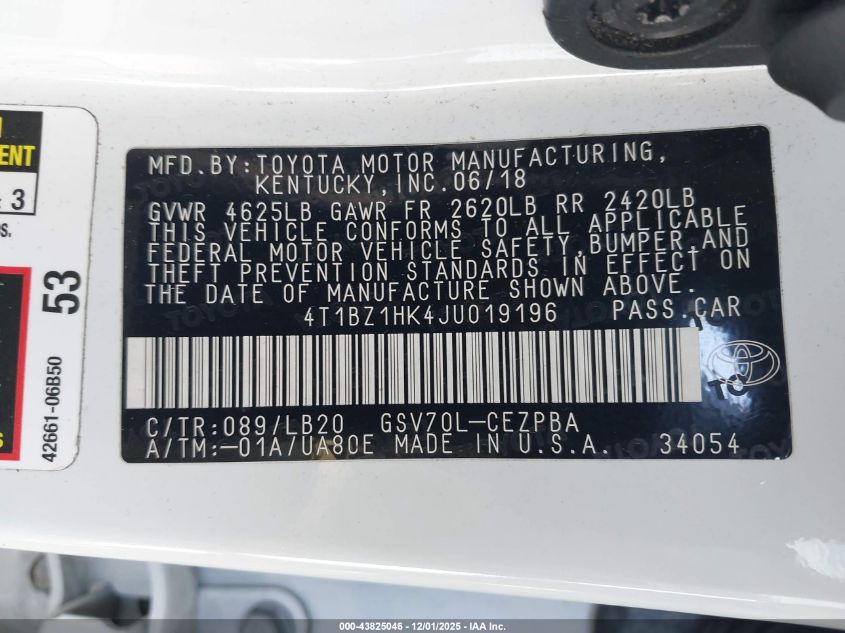 MENT
: 3
OS.
53
42661-06B50
MFD.BY:TOYOTA MOTOR MANUFACTURING,
KENTUCKY,INC.06/18
GVWR 4625LB GAWR FR 2620LB RR 2420LB
THIS VEHICLE CONFORMS TO ALL APPLICABLE
FEDERAL MOTOR VEHICLE SAFETY,BUMPER,AND
THEFT PREVENTION STANDARDS IN EFFECT ON
THE DATE OF MANUFACTURE SHOWN ABOVE.
4T1BZ1HK4JU019196 PASS.CAR
C/TR:089/LB20 GSV70L-CEZPBA
A/TM:-01A/UA80E MADE IN U.S.A. 34054
000-43825046 - 12/01/2025 - IAA Inc.